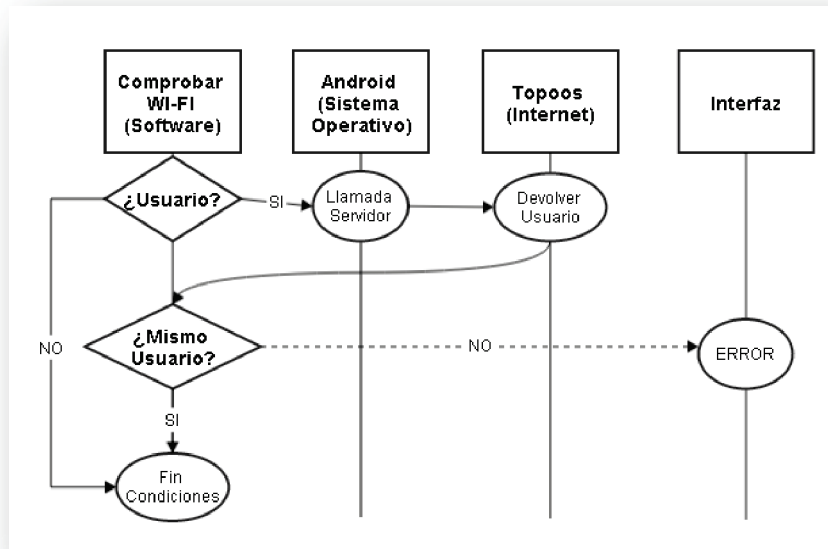 Comprobar
WI-FI
(Software)
Android
(Sistema
Operativo)
Topoos
(Internet)
Interfaz
¿Usuario?
SI
Llamada
Servidor
Devolver
Usuario
¿Mismo
Usuario?
NO
NO
ERROR
SI
Fin
Condiciones